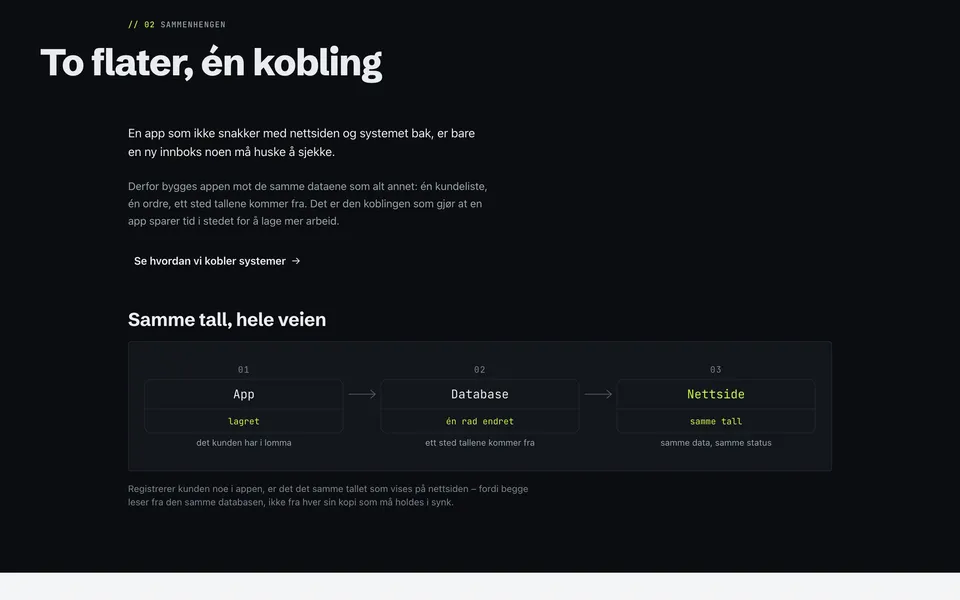 // 02 SAMMENHENGEN
To flater, én kobling
En app som ikke snakker med nettsiden og systemet bak, er bare
en ny innboks noen må huske å sjekke.
Derfor bygges appen mot de samme dataene som alt annet: én kundeliste,
én ordre, ett sted tallene kommer fra. Det er den koblingen som gjør at en
app sparer tid i stedet for å lage mer arbeid.
Se hvordan vi kobler systemer →
Samme tall, hele veien
01
App
lagret
det kunden har i lomma
02
Database
én rad endret
ett sted tallene kommer fra
03
Nettside
samme tall
samme data, samme status
Registrerer kunden noe i appen, er det det samme tallet som vises på nettsiden – fordi begge
leser fra den samme databasen, ikke fra hver sin kopi som må holdes i synk.